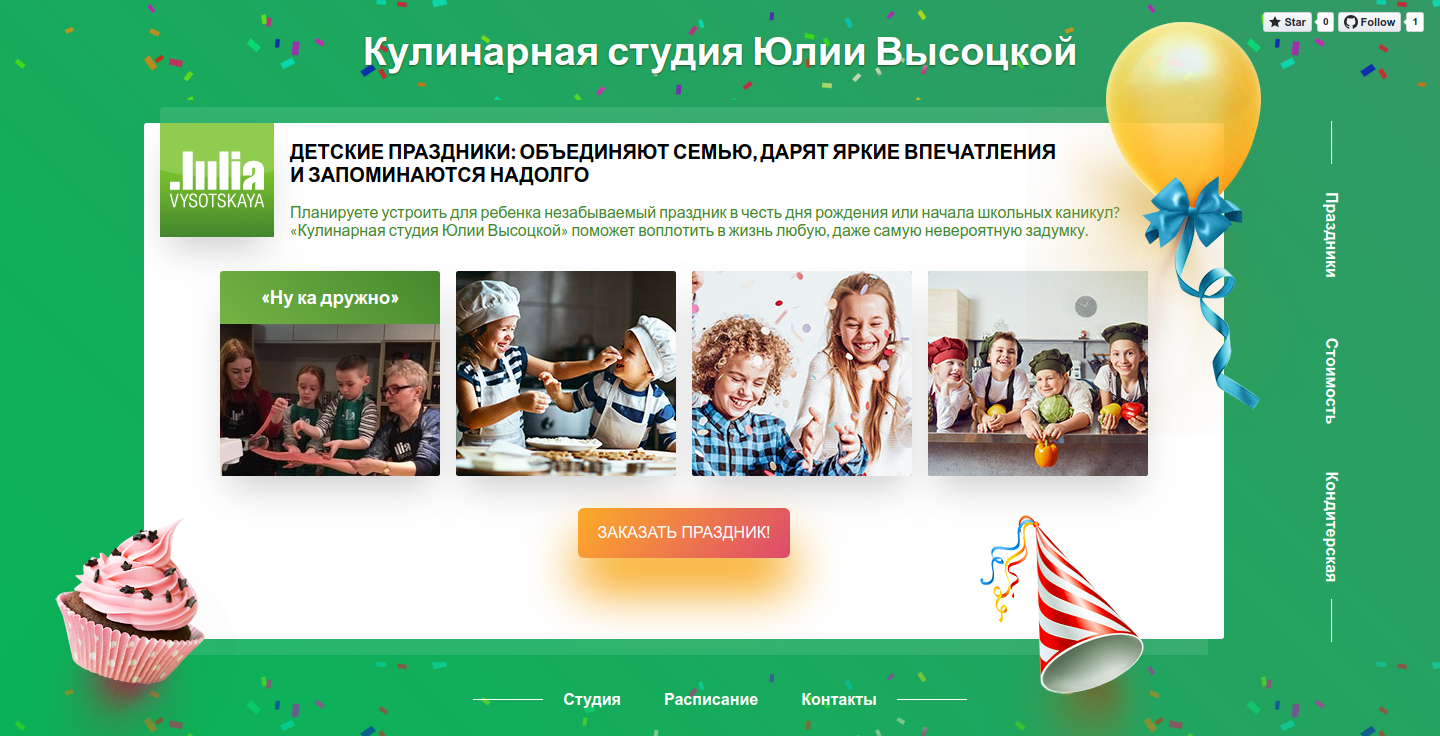 Star
0
Follow
1
Кулинарная студия Юлии Высоцкой
Julia
VYSOTSKAYA
ДЕТСКИЕ ПРАЗДНИКИ: ОБЪЕДИНЯЮТ СЕМЬЮ, ДАРЯТ ЯРКИЕ ВПЕЧАТЛЕНИЯ
И ЗАПОМИНАЮТСЯ НАДОЛГО
Планируете устроить для ребенка незабываемый праздник в честь дня рождения или начала школьных каникул?
«Кулинарная студия Юлии Высоцкой» поможет воплотить в жизнь любую, даже самую невероятную задумку.
«Ну ка дружно»
Julia
ЗАКАЗАТЬ ПРАЗДНИК!
Праздники
Стоимость
Кондитерская
Студия
Расписание
Контакты